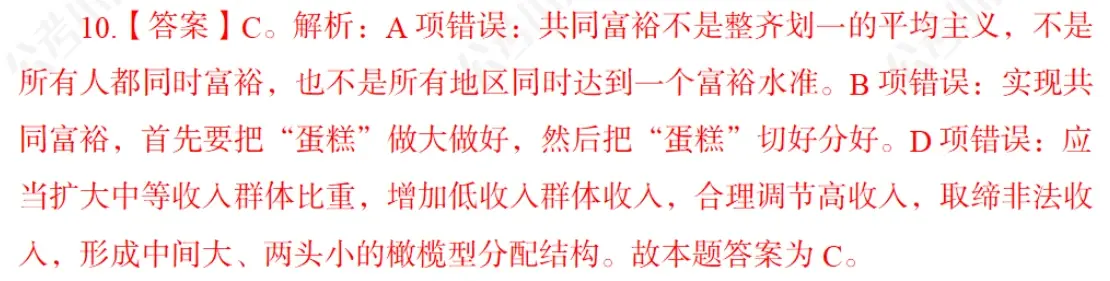 10.【答案】C。解析：A 项错误：共同富裕不是整齐划一的平均主义，不是
所有人都同时富裕，也不是所有地区同时达到一个富裕水准。B 项错误：实现共
同富裕，首先要把“蛋糕”做大做好，然后把“蛋糕”切好分好。D 项错误：应
当扩大中等收入群体比重，增加低收入群体收入，合理调节高收入，取缔非法收
入，形成中间大、两头小的橄榄型分配结构。故本题答案为 C。